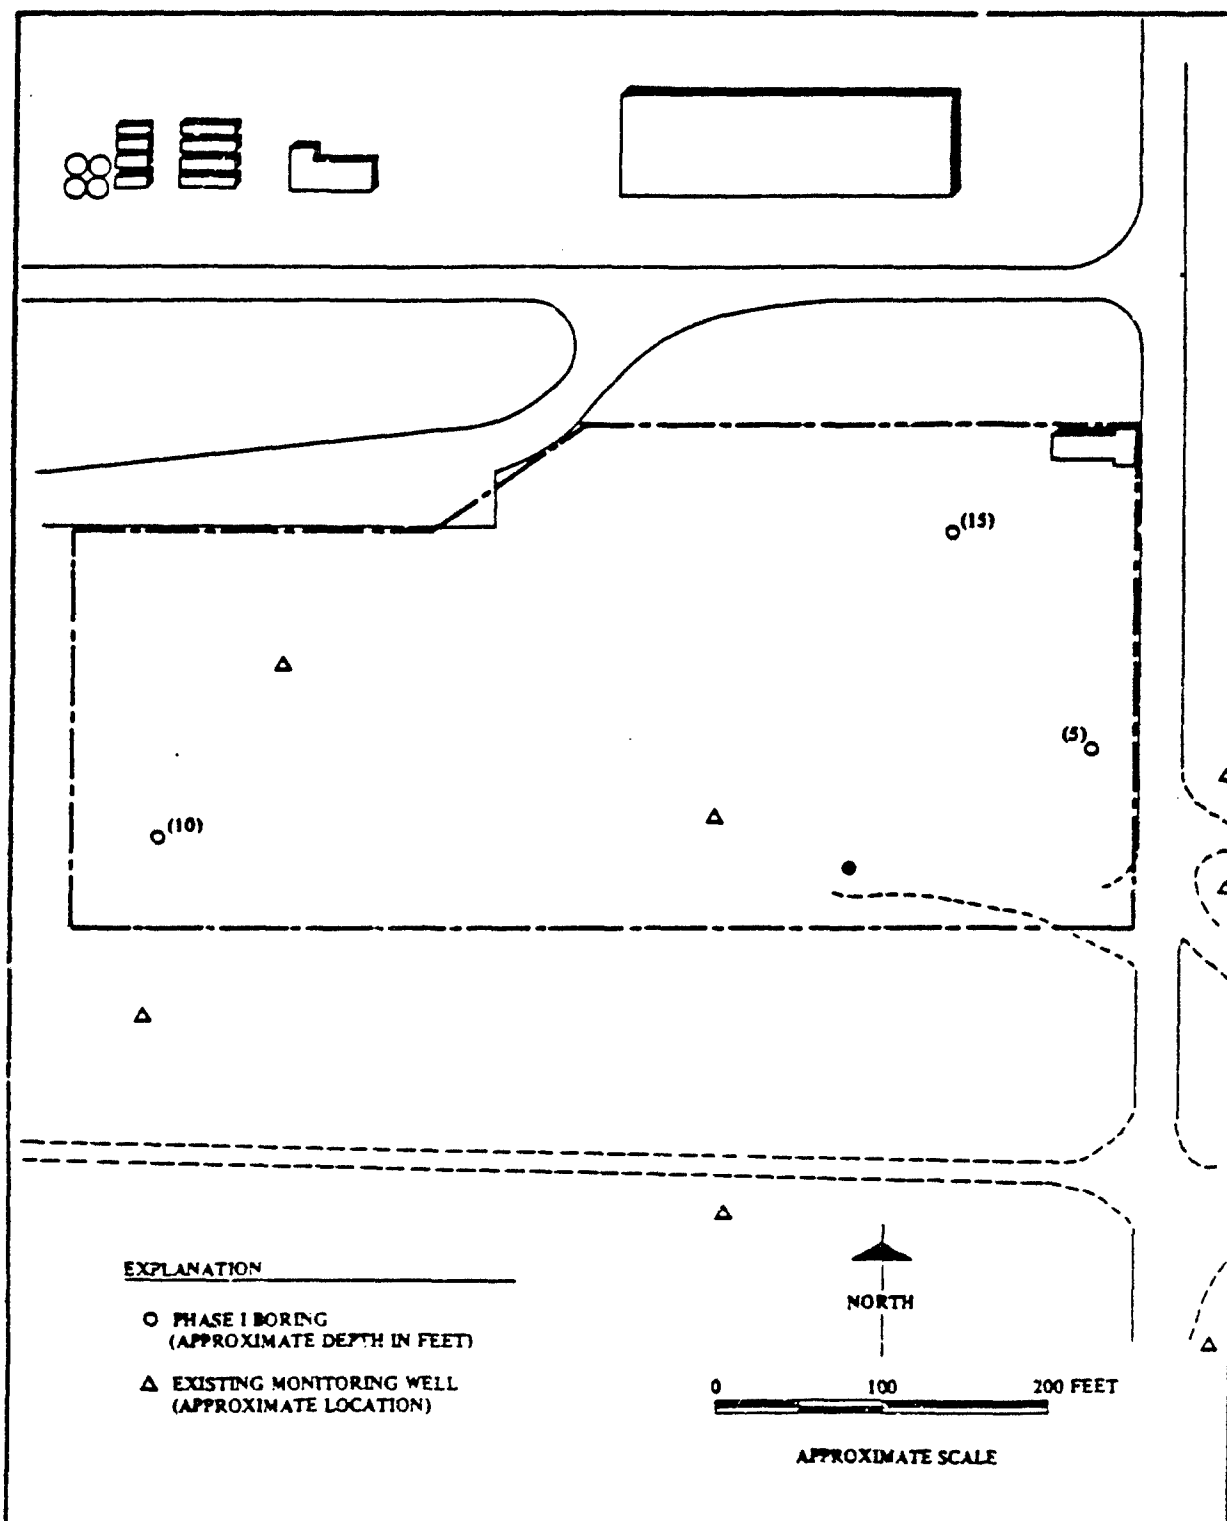 (15)
(5)
(10)
EXPLANATION
PHASE I BORING
(APPROXIMATE DEPTH IN FEET)
EXISTING MONITORING WELL
(APPROXIMATE LOCATION)
NORTH
0 100 200 FEET
APPROXIMATE SCALE